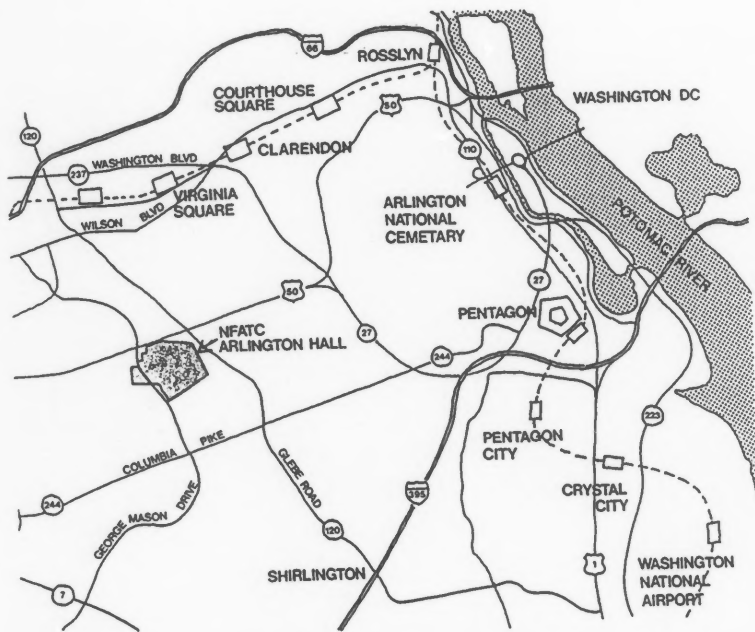 66
ROSSLYN
COURTHOUSE
SQUARE
50
WASHINGTON DC
120
WASHINGTON BLVD
237
CLARENDON
110
VIRGINIA
SQUARE
WILSON BLVD
ARLINGTON
NATIONAL
CEMETARY
POTOMAC RIVER
50
27
PENTAGON
NFATC
ARLINGTON HALL
27
244
223
COLUMBIA PIKE
PENTAGON
CITY
CRYSTAL
CITY
244
GEORGE MASON DRIVE
GLEBE ROAD
395
120
1
SHIRLINGTON
WASHINGTON
NATIONAL
AIRPORT
7